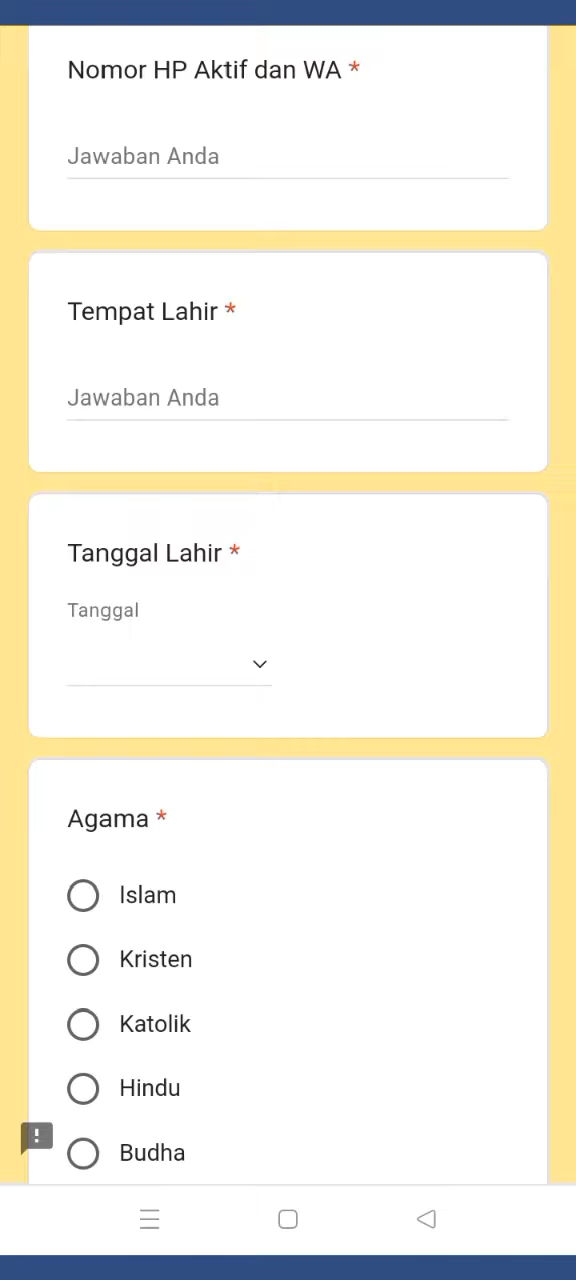 Nomor HP Aktif dan WA *
Jawaban Anda
Tempat Lahir *
Jawaban Anda
Tanggal Lahir *
Tanggal
Agama *
Islam
Kristen
Katolik
Hindu
Budha